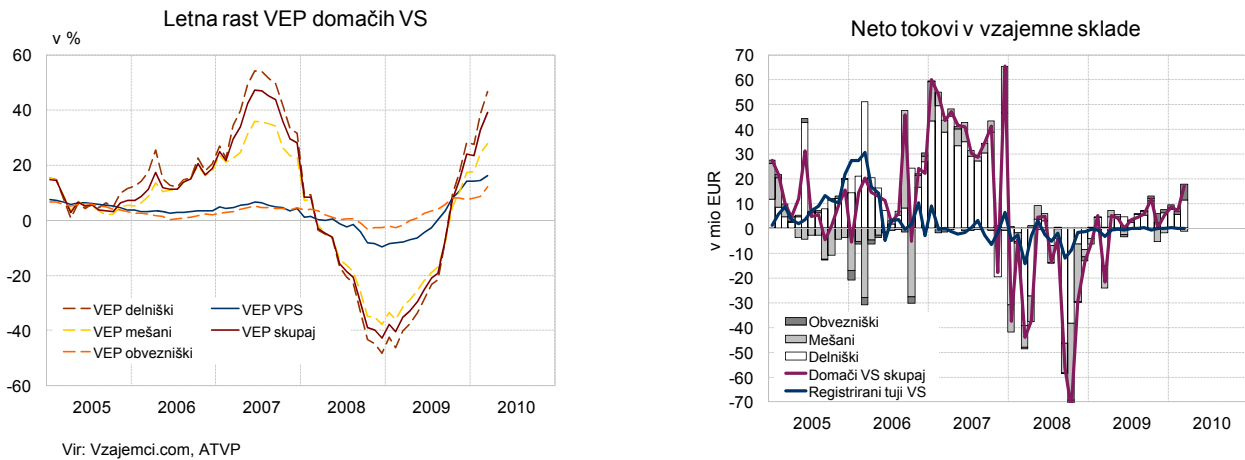 Letna rast VEP domačih VS
v %
60
40
20
0
-20
-40
-60
VEP delniški
VEP VPS
VEP mešani
VEP skupaj
VEP obvezniški
2005 2006 2007 2008 2009 2010
Vir: Vzajemci.com, ATVP
Neto tokovi v vzajemne sklade
v mio EUR
70
60
50
40
30
20
10
0
-10
-20
-30
-40
-50
-60
-70
Obvezniški
Mešani
Delniški
Domači VS skupaj
Registrirani tuji VS
2005 2006 2007 2008 2009 2010